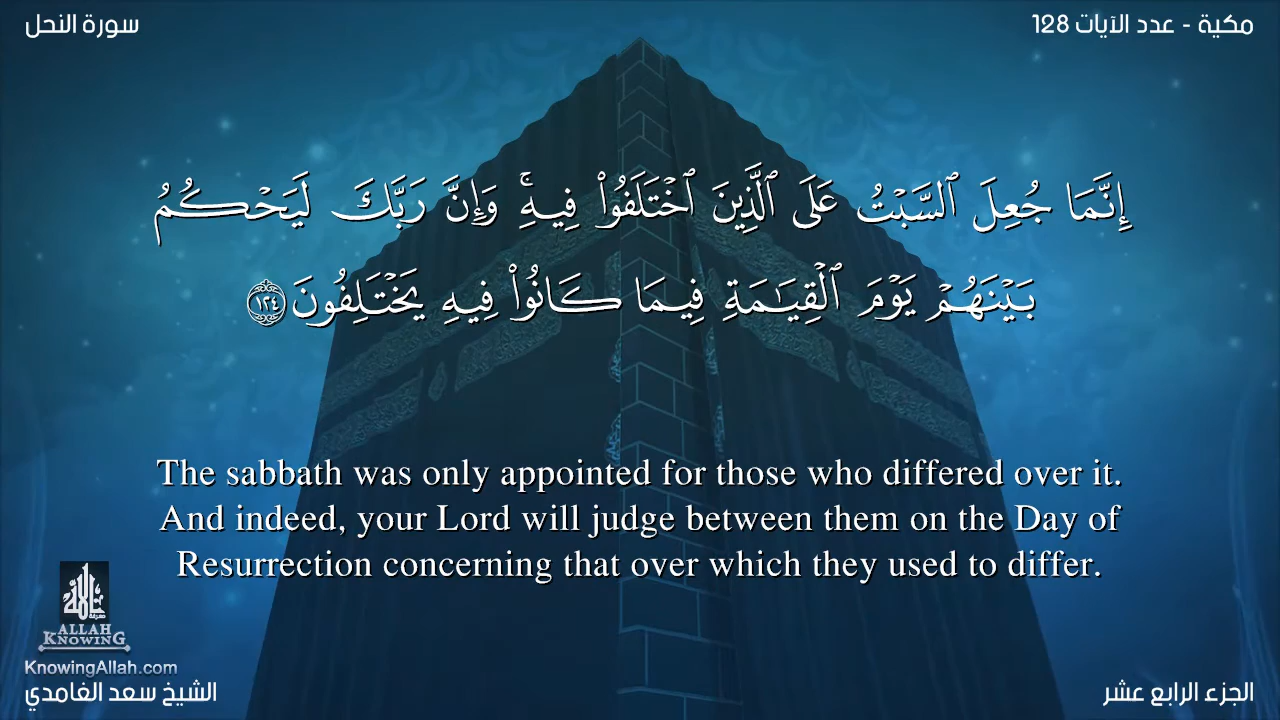 مكية - عدد الآيات 128
سورة النحل
إِنَّمَا جُعِلَ ٱلسَّبْتُ عَلَى ٱلَّذِينَ ٱخْتَلَفُوا۟ فِيهِ ۚ وَإِنَّ رَبَّكَ لَيَحْكُمُ
بَيْنَهُمْ يَوْمَ ٱلْقِيَـٰمَةِ فِيمَا كَانُوا۟ فِيهِ يَخْتَلِفُونَ ١٢٤
The sabbath was only appointed for those who differed over it.
And indeed, your Lord will judge between them on the Day of
Resurrection concerning that over which they used to differ.
معرفة الله
ALLAH
KNOWING
KnowingAllah.com
الشيخ سعد الغامدي
الجزء الرابع عشر